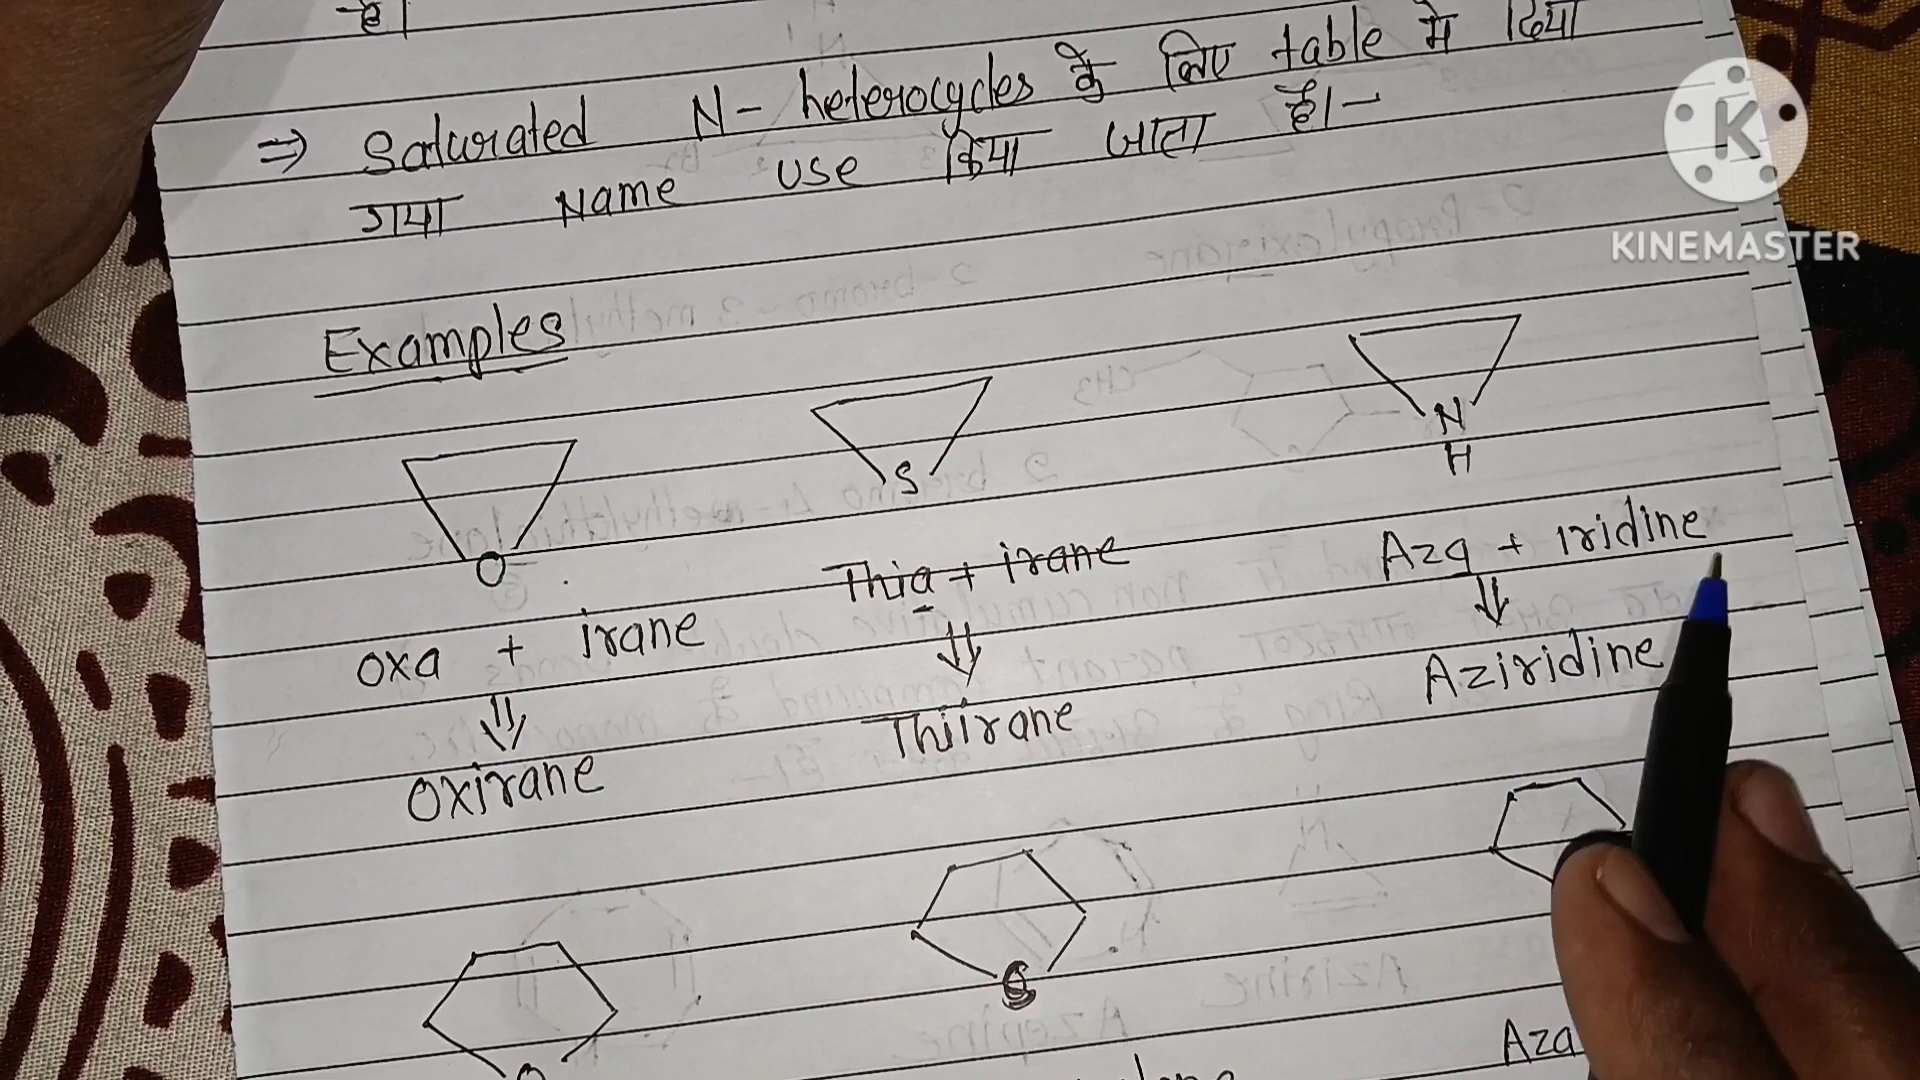 है।
⇒ Saturated N- heterocycles के लिए table में दिया
गया Name use किया जाता है।-
KINEMASTER
Examples
O
S
N
H
oxa + irane
Thia + irane
Aza + iridine
⇓
⇓
⇓
Oxirane
Thiirane
Aziridine
Aza